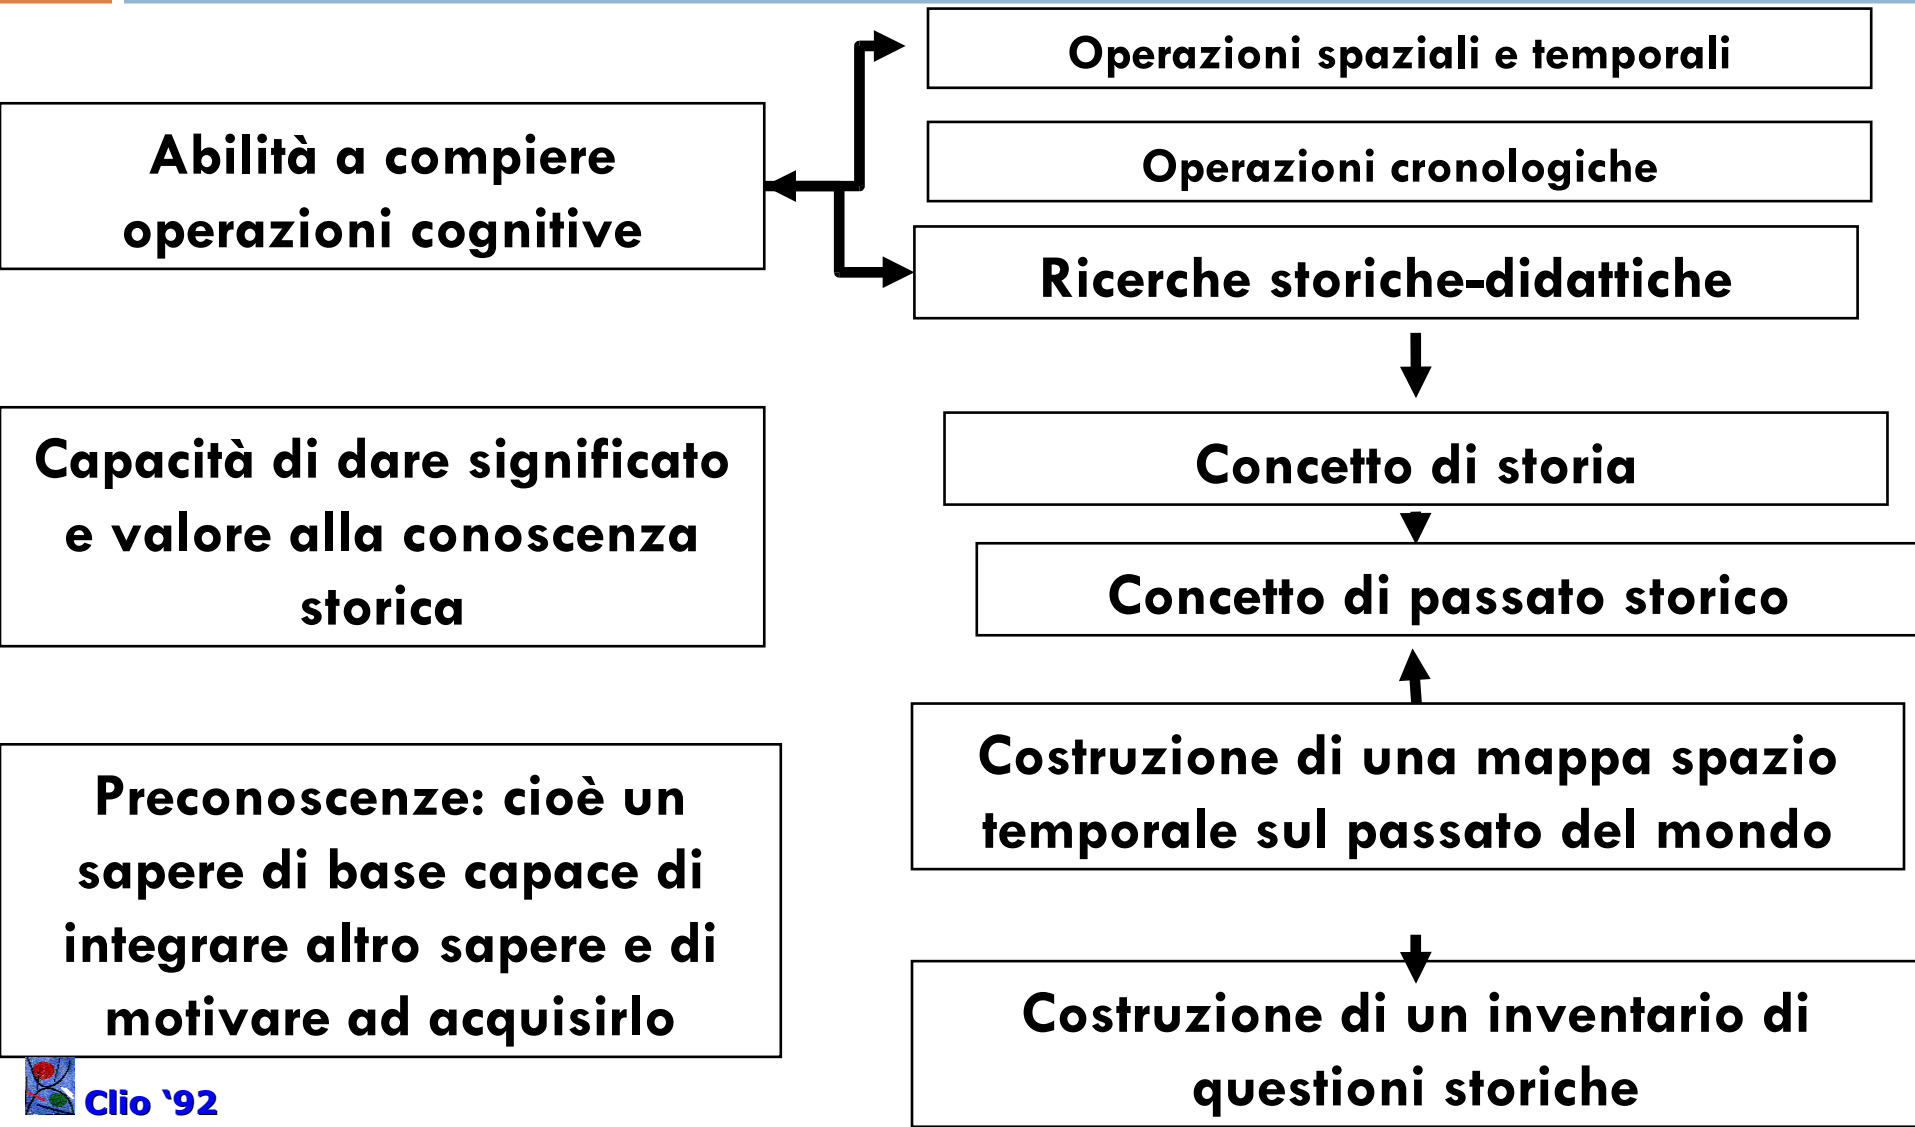 Operazioni spaziali e temporali
Abilità a compiere
operazioni cognitive
Operazioni cronologiche
Ricerche storiche-didattiche
Capacità di dare significato
e valore alla conoscenza
storica
Concetto di storia
Concetto di passato storico
Preconoscenze: cioè un
sapere di base capace di
integrare altro sapere e di
motivare ad acquisirlo
Costruzione di una mappa spazio
temporale sul passato del mondo
Costruzione di un inventario di
questioni storiche
Clio ‘92